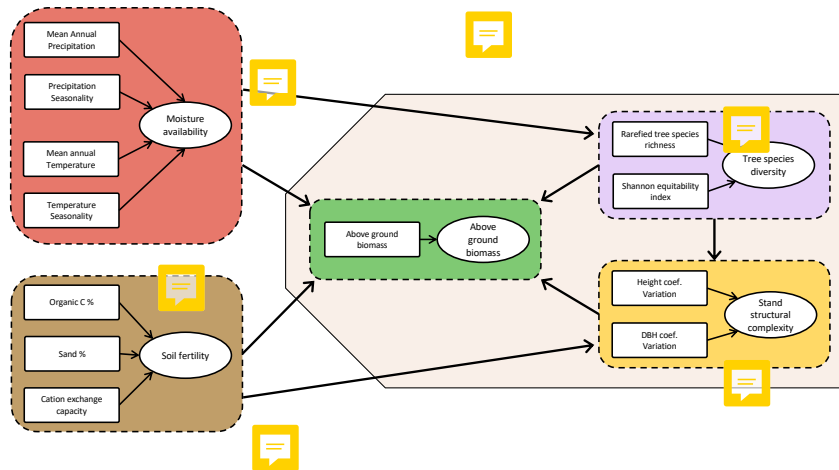 Mean Annual
Precipitation
Precipitation
Seasonality
Moisture
availability
Mean annual
Temperature
Temperature
Seasonality
Rarefied tree species
richness
Tree species
diversity
Shannon equitability
index
Above ground
biomass
Above
ground
biomass
Height coef.
Variation
Stand
structural
complexity
DBH coef.
Variation
Organic C %
Sand %
Soil fertility
Cation exchange
capacity